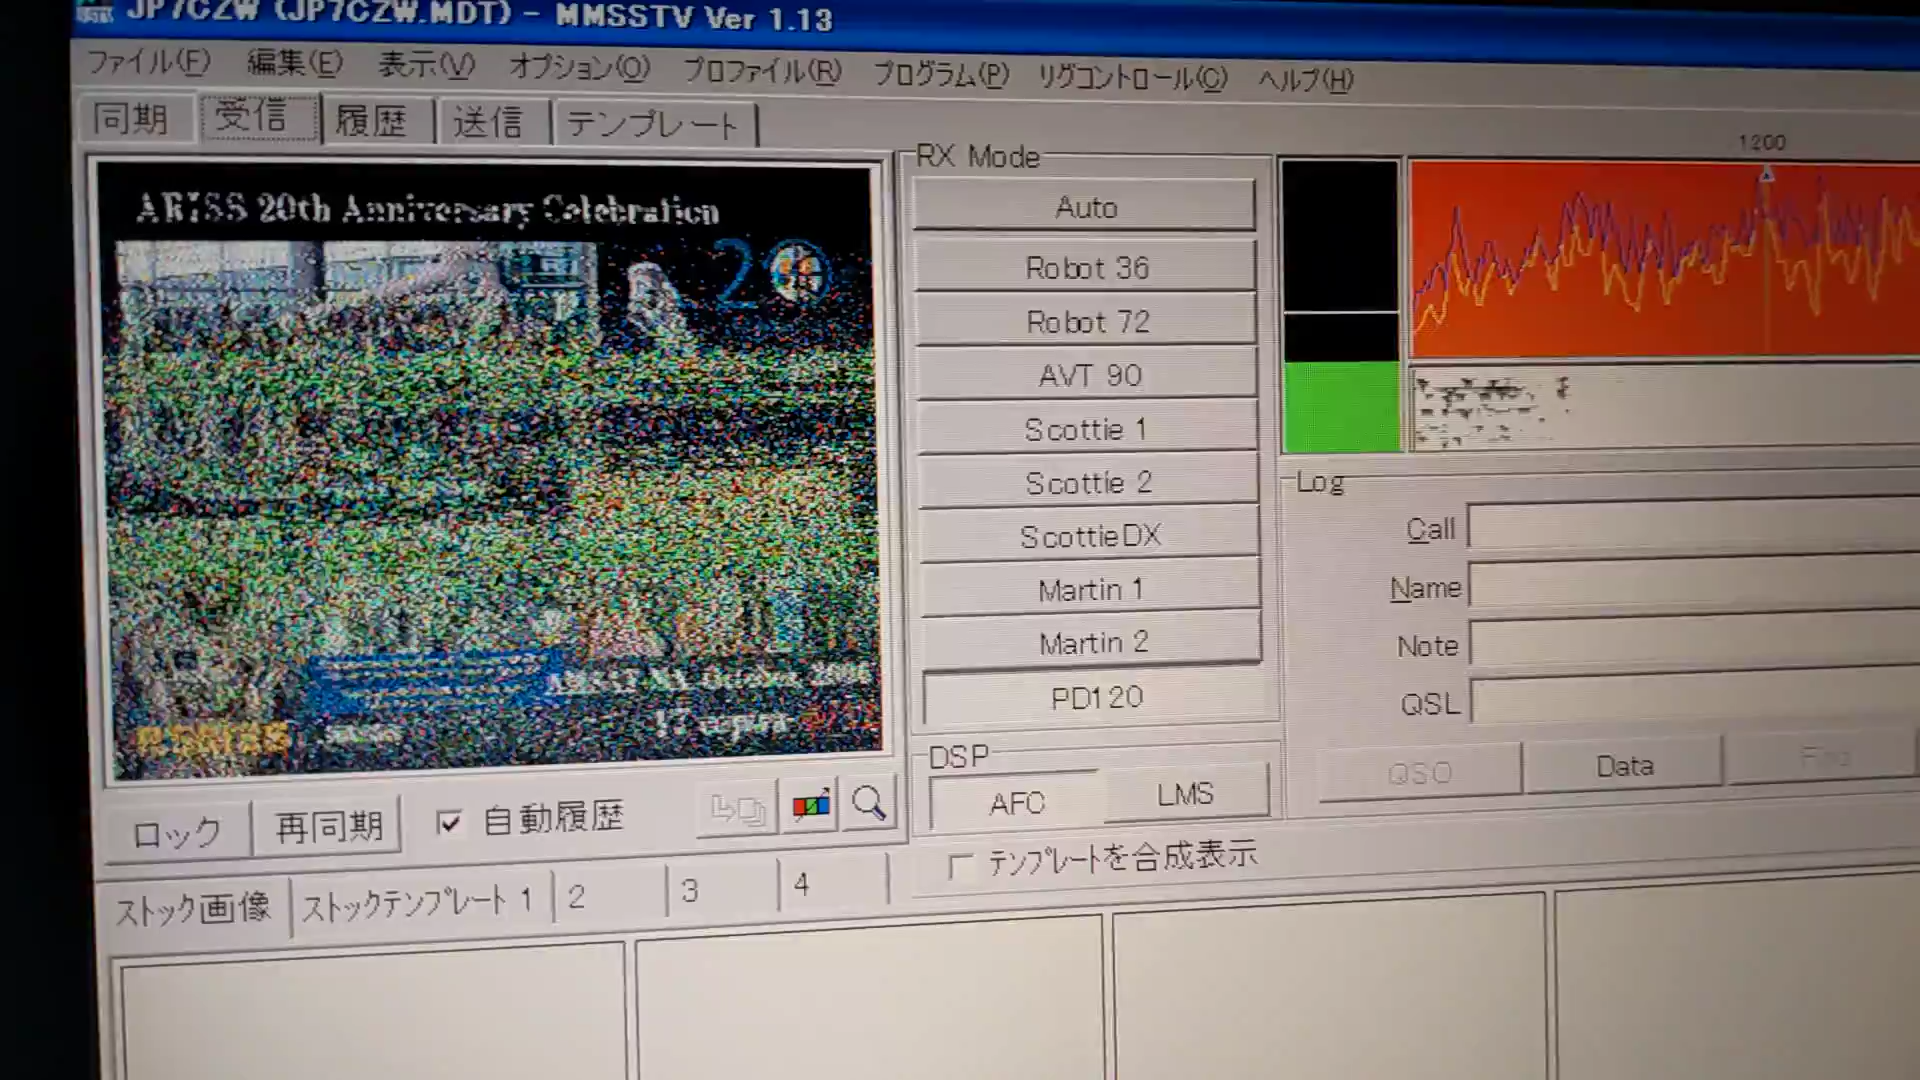 JP7CZW (JP7CZW.MDT) - MMSSTV Ver 1.13
ファイル(F) 編集(E) 表示(V) オプション(O) プロファイル(R) プログラム(P) リグコントロール(C) ヘルプ(H)
同期 受信 履歴 送信 テンプレート
ARISS 20th Anniversary Celebration
20
RX Mode
Auto
Robot 36
Robot 72
AVT 90
Scottie 1
Scottie 2
ScottieDX
Martin 1
Martin 2
PD120
DSP
AFC LMS
1200
Log
Call
Name
Note
QSL
QSO Data Find
ロック 再同期 自動履歴
テンプレートを合成表示
ストック画像 ストックテンプレート 1 2 3 4